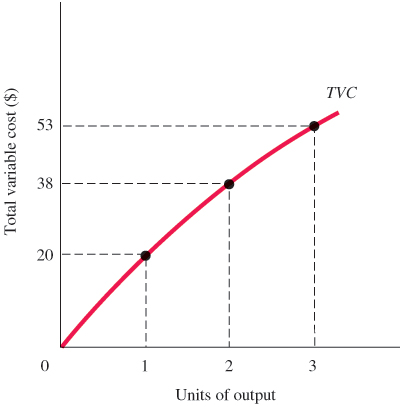 Total variable cost ($)
TVC
53
38
20
0
1
2
3
Units of output